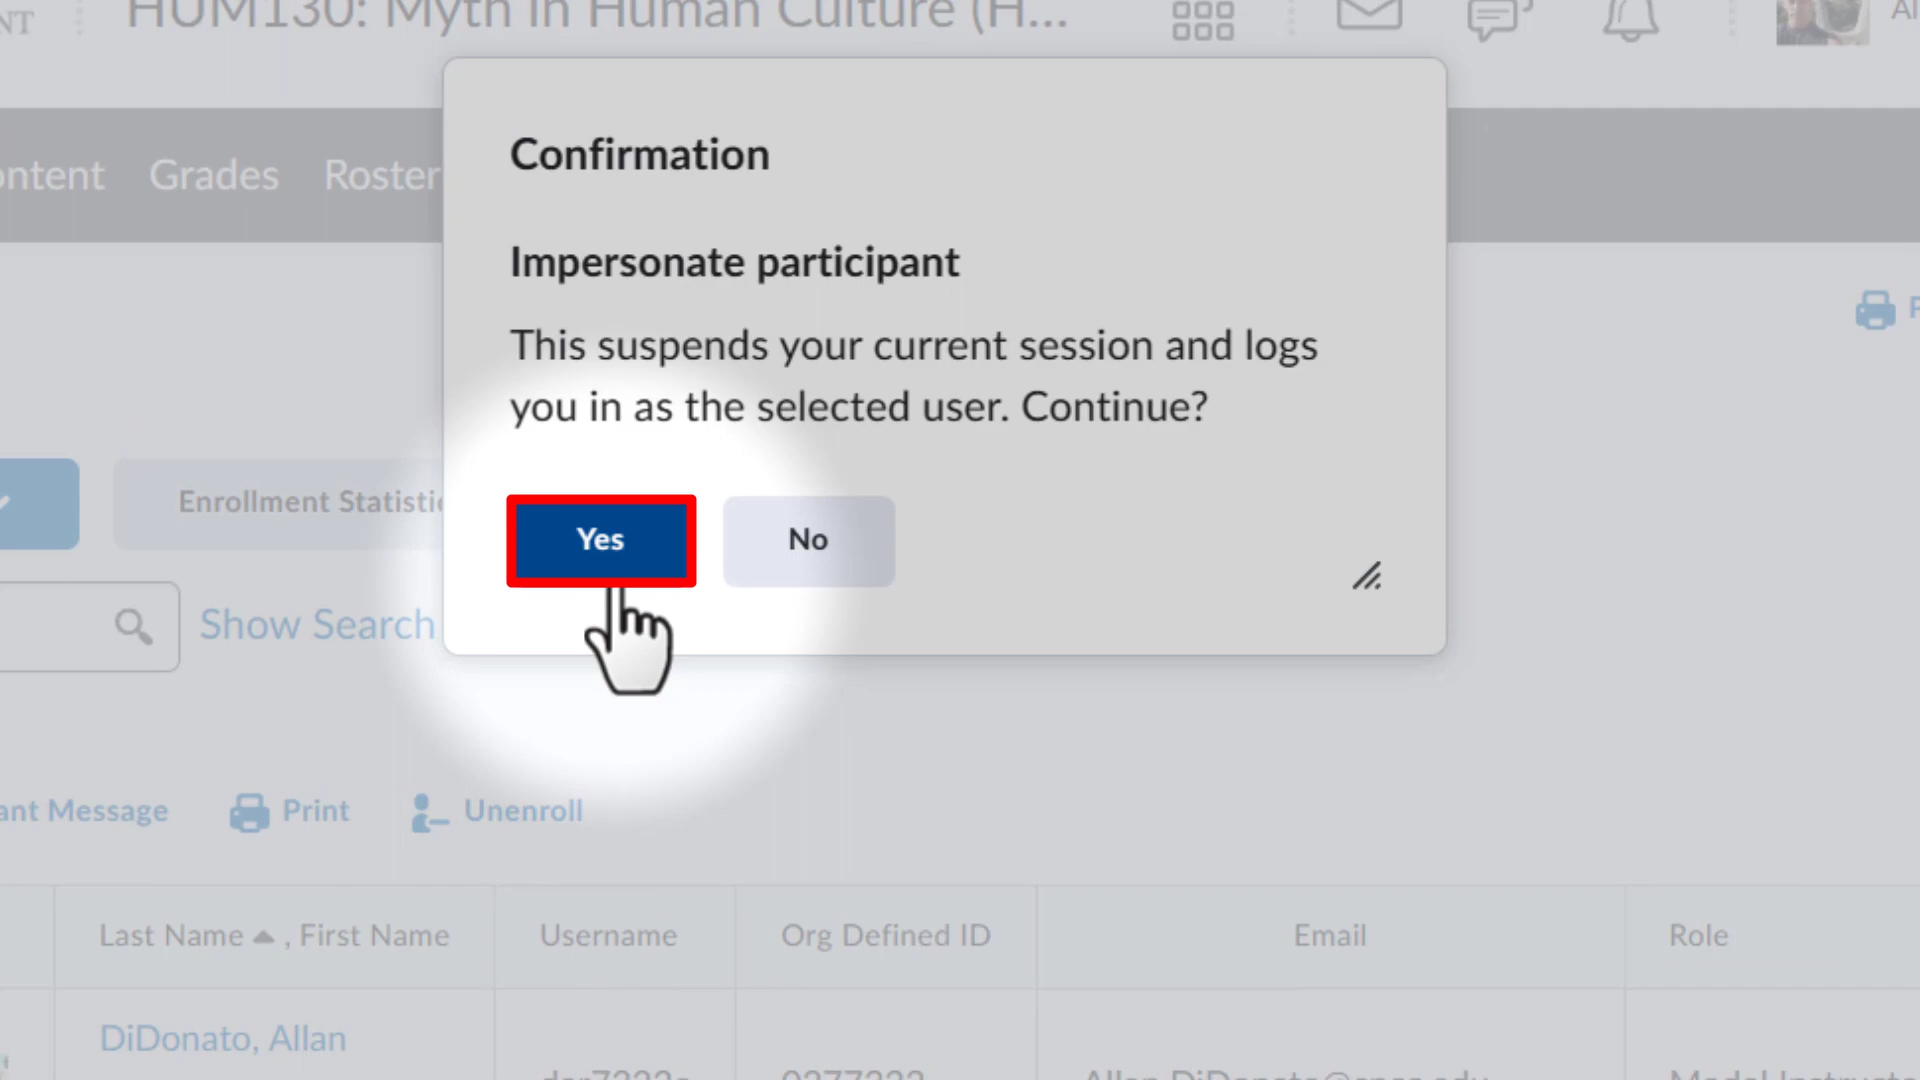 HUM130: Myth in Human Culture (H...
Content Grades Roster
Confirmation
Impersonate participant
This suspends your current session and logs
you in as the selected user. Continue?
Enrollment Statistic
Yes
No
Show Search
ant Message Print Unenroll
Last Name , First Name Username Org Defined ID Email Role
DiDonato, Allan